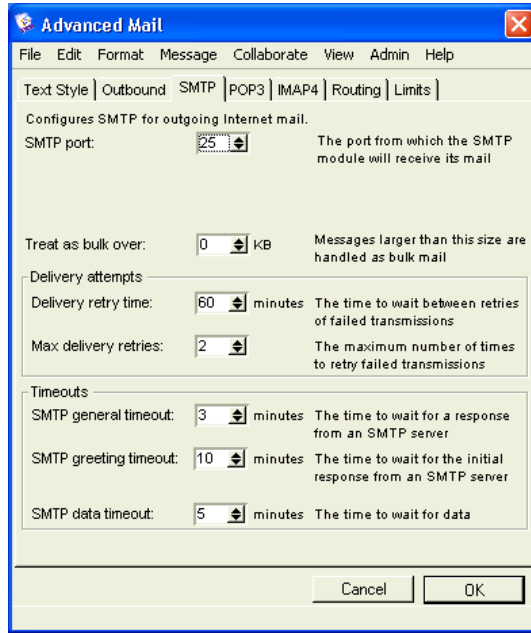 Advanced Mail
File Edit Format Message Collaborate View Admin Help
Text Style Outbound SMTP POP3 IMAP4 Routing Limits
Configures SMTP for outgoing Internet mail.
SMTP port: 25 The port from which the SMTP
module will receive its mail
Treat as bulk over: 0 KB Messages larger than this size are
handled as bulk mail
Delivery attempts
Delivery retry time: 60 minutes The time to wait between retries
of failed transmissions
Max delivery retries: 2 The maximum number of times
to retry failed transmissions
Timeouts
SMTP general timeout: 3 minutes The time to wait for a response
from an SMTP server
SMTP greeting timeout: 10 minutes The time to wait for the initial
response from an SMTP server
SMTP data timeout: 5 minutes The time to wait for data
Cancel OK